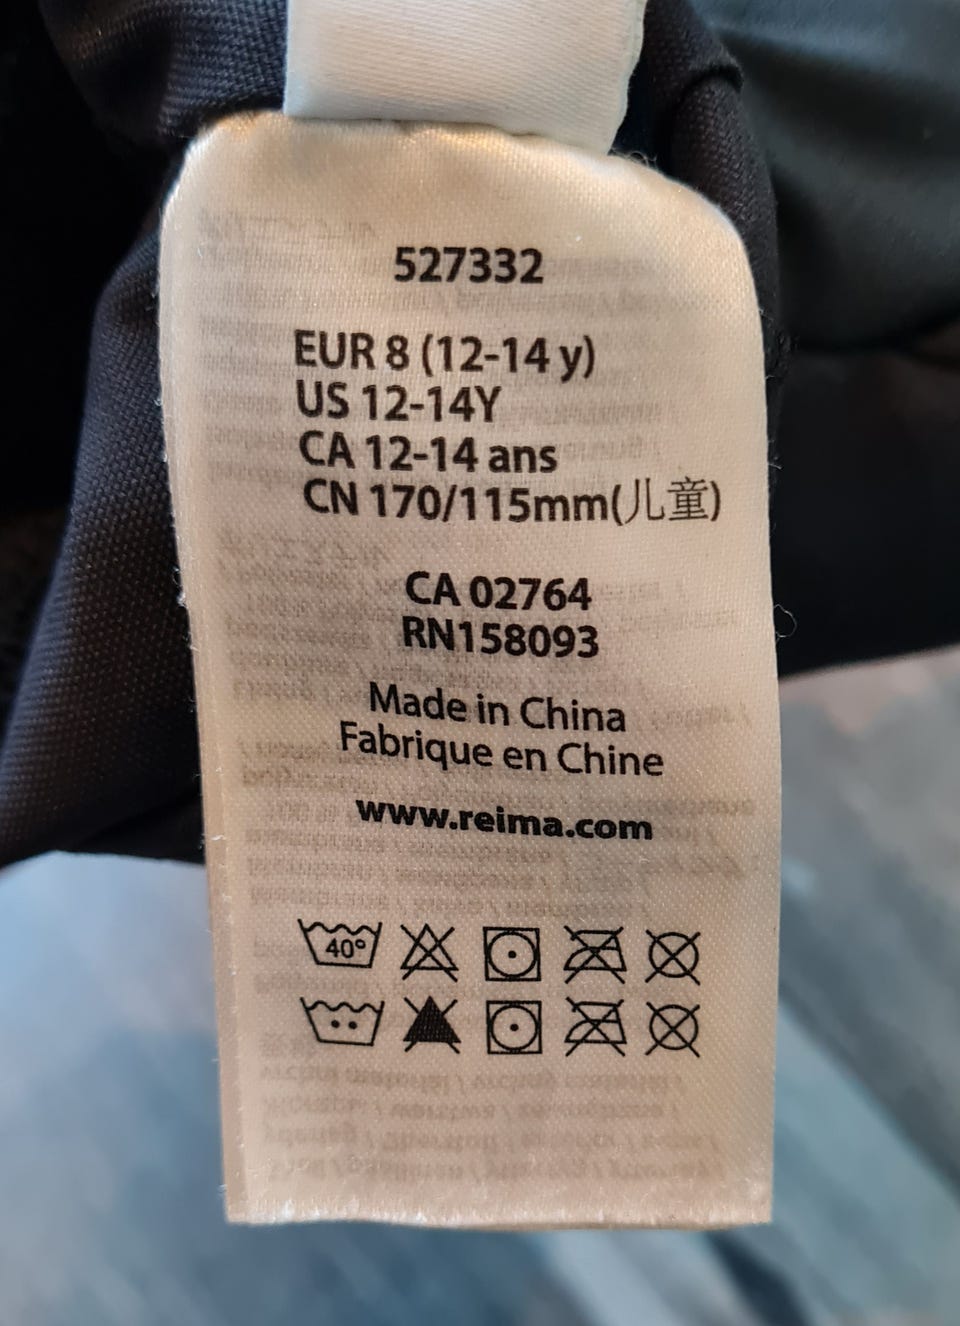 527332
EUR 8 (12-14 y)
US 12-14Y
CA 12-14 ans
CN 170/115mm(儿童)
CA 02764
RN158093
Made in China
Fabrique en Chine
www.reima.com
40°